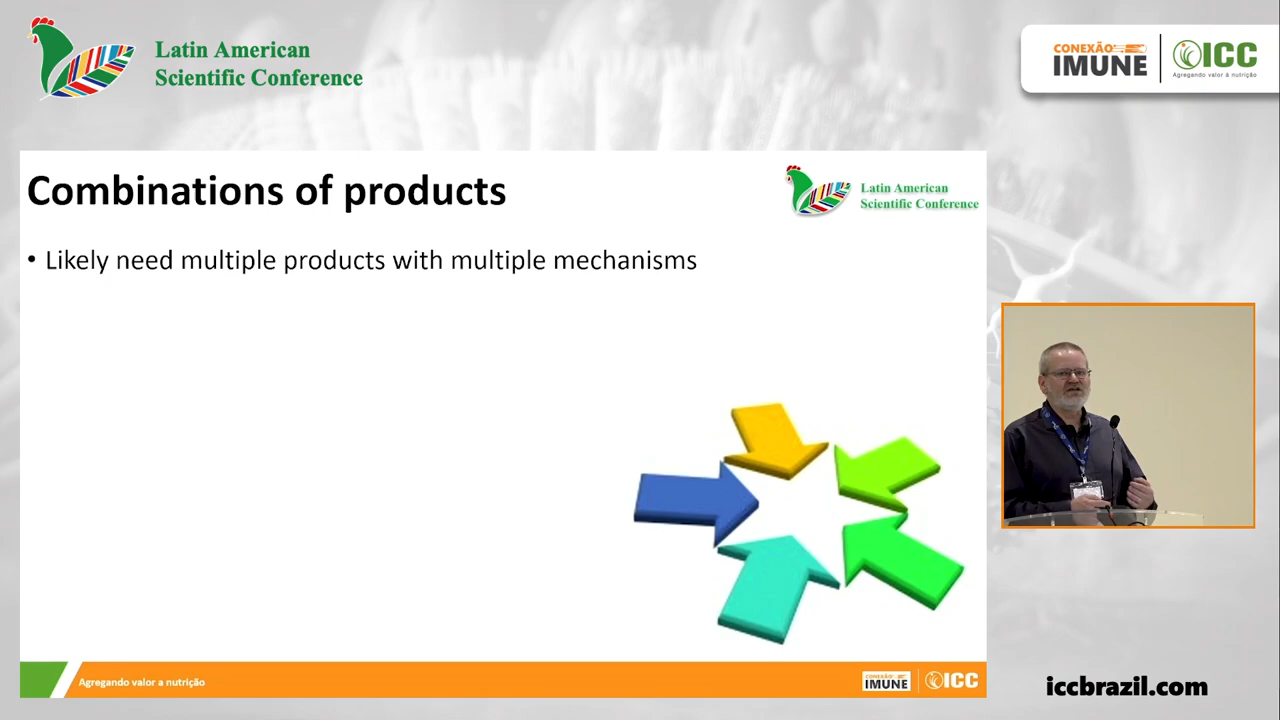 Latin American
Scientific Conference
CONEXÃO
IMUNE
ICC
Agregando valor à nutrição
Combinations of products
Latin American
Scientific Conference
• Likely need multiple products with multiple mechanisms
Agregando valor a nutrição
CONEXÃO
IMUNE
ICC
iccbrazil.com